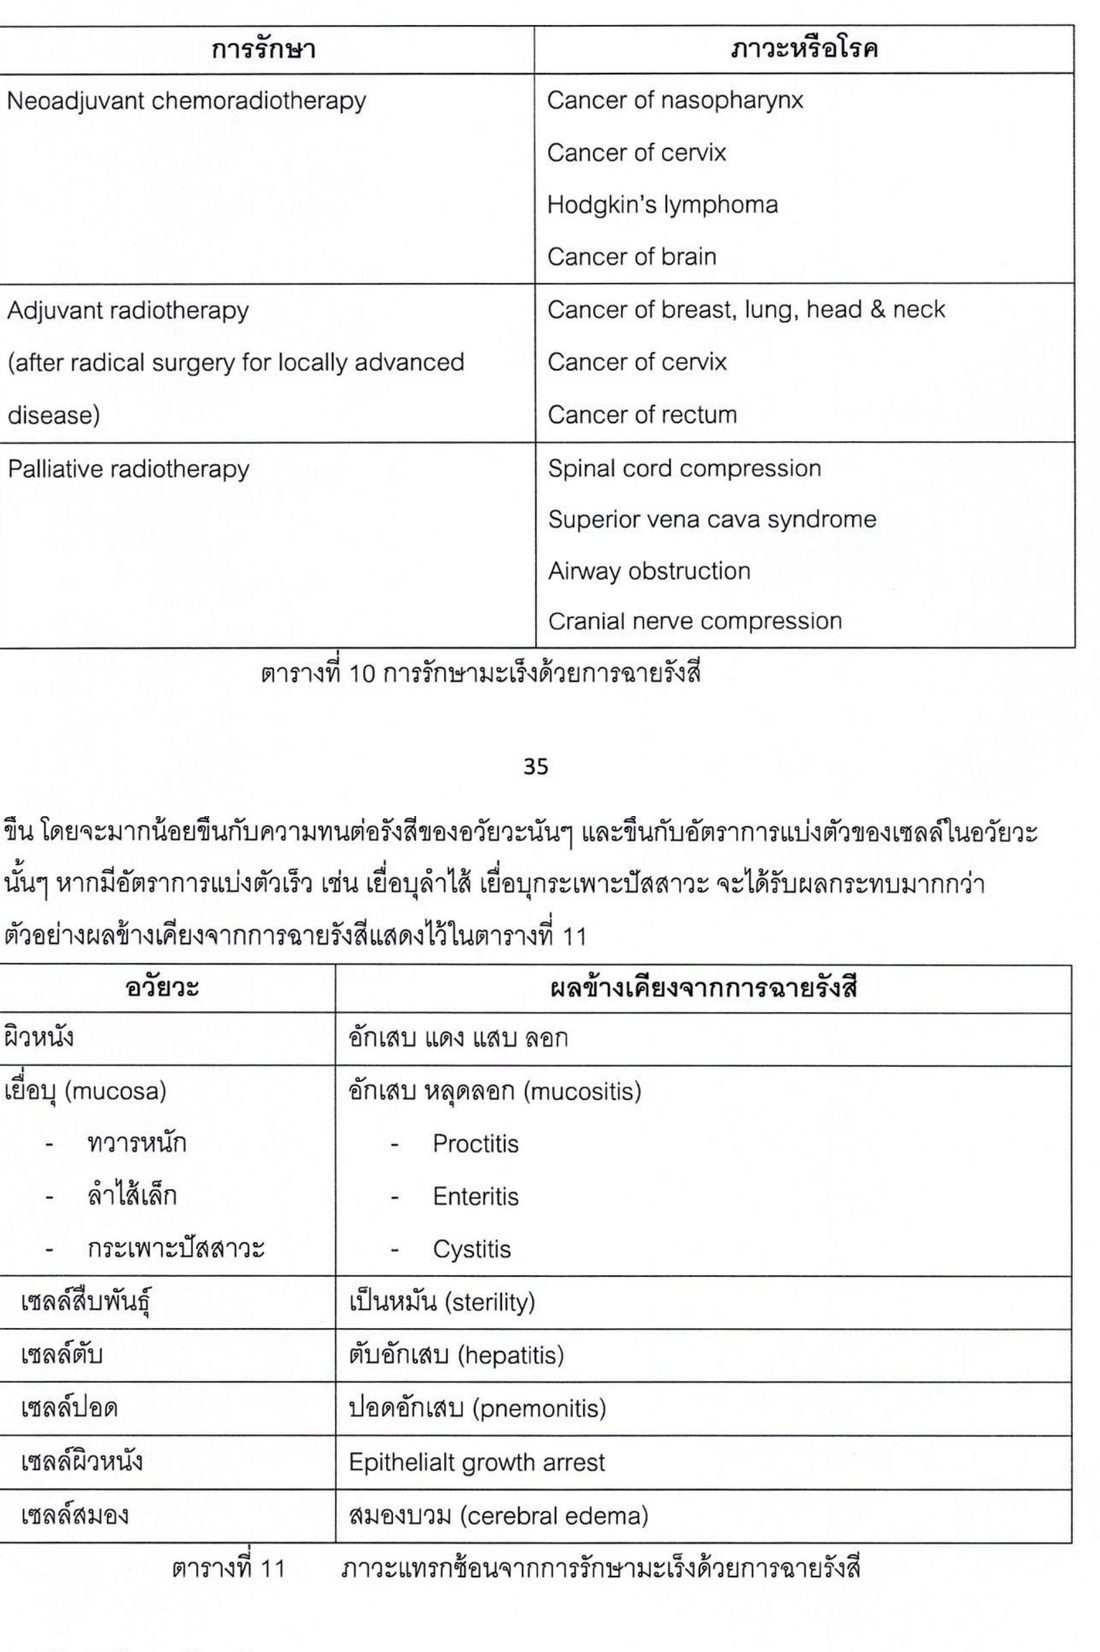 การรักษา ภาวะหรือโรค
Neoadjuvant chemoradiotherapy Cancer of nasopharynx
Cancer of cervix
Hodgkin's lymphoma
Cancer of brain
Adjuvant radiotherapy Cancer of breast, lung, head & neck
(after radical surgery for locally advanced Cancer of cervix
disease) Cancer of rectum
Palliative radiotherapy Spinal cord compression
Superior vena cava syndrome
Airway obstruction
Cranial nerve compression
ตารางที่ 10 การรักษามะเร็งด้วยการฉายรังสี
35
ขึ้น โดยจะมากน้อยขึ้นกับความทนต่อรังสีของอวัยวะนั้นๆ และขึ้นกับอัตราการแบ่งตัวของเซลล์ในอวัยวะ
นั้นๆ หากมีอัตราการแบ่งตัวเร็ว เช่น เยื่อบุลำไส้ เยื่อบุกระเพาะปัสสาวะ จะได้รับผลกระทบมากกว่า
ตัวอย่างผลข้างเคียงจากการฉายรังสีแสดงไว้ในตารางที่ 11
อวัยวะ ผลข้างเคียงจากการฉายรังสี
ผิวหนัง อักเสบ แดง แสบ ลอก
เยื่อบุ (mucosa) อักเสบ หลุดลอก (mucositis)
- ทวารหนัก - Proctitis
- ลำไส้เล็ก - Enteritis
- กระเพาะปัสสาวะ - Cystitis
เซลล์สืบพันธุ์ เป็นหมัน (sterility)
เซลล์ตับ ตับอักเสบ (hepatitis)
เซลล์ปอด ปอดอักเสบ (pnemonitis)
เซลล์ผิวหนัง Epithelialt growth arrest
เซลล์สมอง สมองบวม (cerebral edema)
ตารางที่ 11 ภาวะแทรกซ้อนจากการรักษามะเร็งด้วยการฉายรังสี